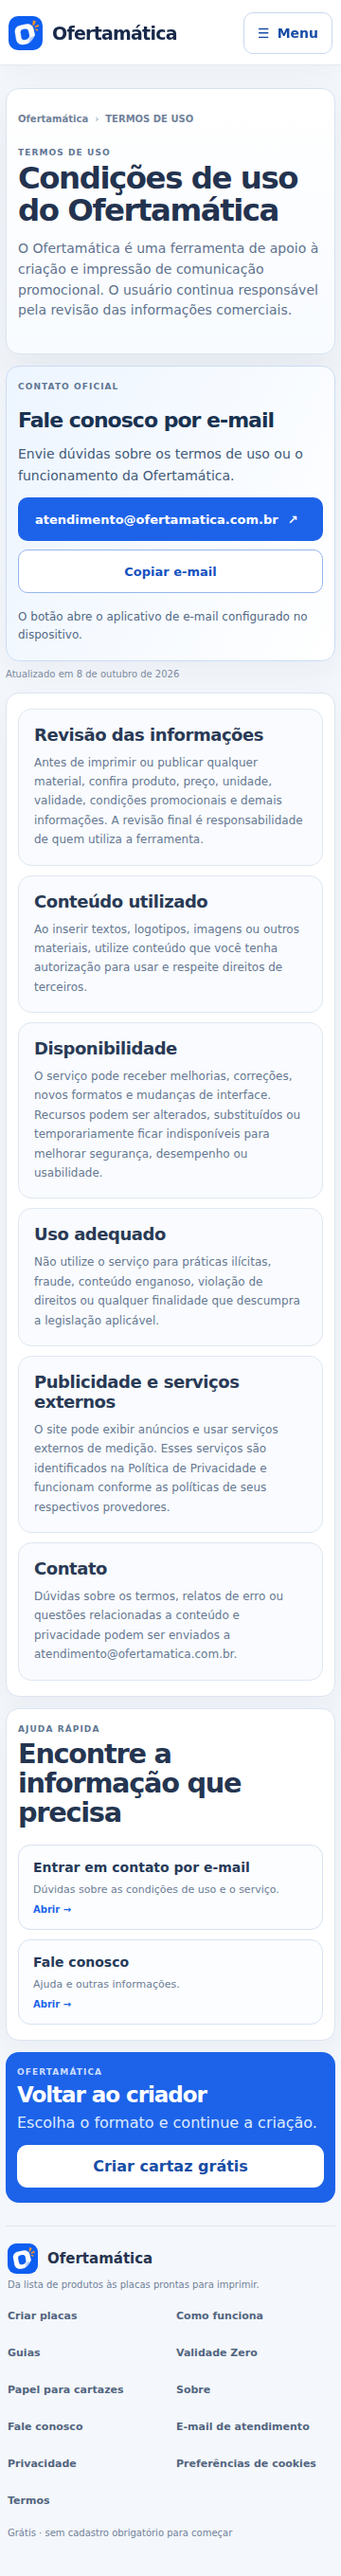 Ofertamática
☰ Menu
Ofertamática › TERMOS DE USO
TERMOS DE USO
Condições de uso
do Ofertamática
O Ofertamática é uma ferramenta de apoio à
criação e impressão de comunicação
promocional. O usuário continua responsável
pela revisão das informações comerciais.
CONTATO OFICIAL
Fale conosco por e-mail
Envie dúvidas sobre os termos de uso ou o
funcionamento da Ofertamática.
atendimento@ofertamatica.com.br ↗
Copiar e-mail
O botão abre o aplicativo de e-mail configurado no
dispositivo.
Atualizado em 8 de outubro de 2026
Revisão das informações
Antes de imprimir ou publicar qualquer
material, confira produto, preço, unidade,
validade, condições promocionais e demais
informações. A revisão final é responsabilidade
de quem utiliza a ferramenta.
Conteúdo utilizado
Ao inserir textos, logotipos, imagens ou outros
materiais, utilize conteúdo que você tenha
autorização para usar e respeite direitos de
terceiros.
Disponibilidade
O serviço pode receber melhorias, correções,
novos formatos e mudanças de interface.
Recursos podem ser alterados, substituídos ou
temporariamente ficar indisponíveis para
melhorar segurança, desempenho ou
usabilidade.
Uso adequado
Não utilize o serviço para práticas ilícitas,
fraude, conteúdo enganoso, violação de
direitos ou qualquer finalidade que descumpra
a legislação aplicável.
Publicidade e serviços
externos
O site pode exibir anúncios e usar serviços
externos de medição. Esses serviços são
identificados na Política de Privacidade e
funcionam conforme as políticas de seus
respectivos provedores.
Contato
Dúvidas sobre os termos, relatos de erro ou
questões relacionadas a conteúdo e
privacidade podem ser enviados a
atendimento@ofertamatica.com.br.
AJUDA RÁPIDA
Encontre a
informação que
precisa
Entrar em contato por e-mail
Dúvidas sobre as condições de uso e o serviço.
Abrir →
Fale conosco
Ajuda e outras informações.
Abrir →
OFERTAMÁTICA
Voltar ao criador
Escolha o formato e continue a criação.
Criar cartaz grátis
Ofertamática
Da lista de produtos às placas prontas para imprimir.
Criar placas
Como funciona
Guias
Validade Zero
Papel para cartazes
Sobre
Fale conosco
E-mail de atendimento
Privacidade
Preferências de cookies
Termos
Grátis · sem cadastro obrigatório para começar